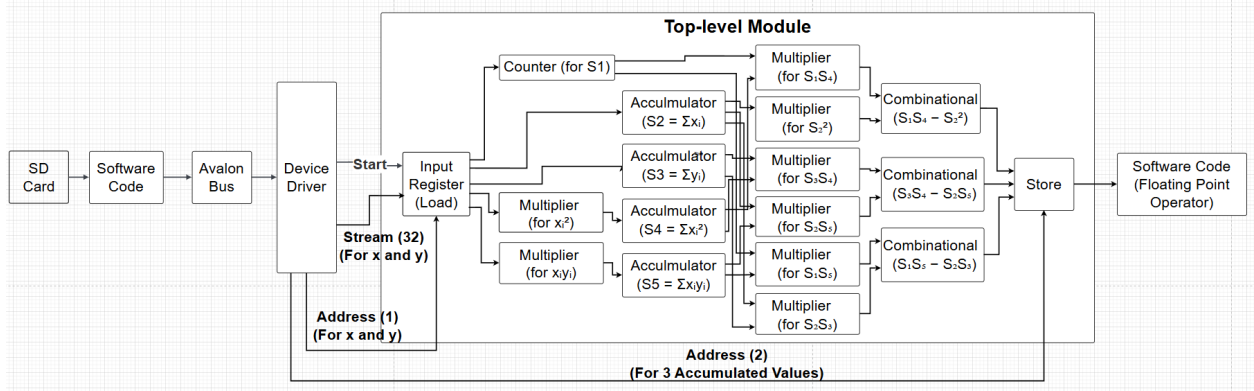 Top-level Module
SD
Card
Software
Code
Avalon
Bus
Device
Driver
Start
Stream (32)
(For x and y)
Address (1)
(For x and y)
Input
Register
(Load)
Counter (for S1)
Multiplier
(for xᵢ²)
Multiplier
(for xᵢyᵢ)
Acculmulator
(S2 = Σxᵢ)
Acculmulator
(S3 = Σyᵢ)
Acculmulator
(S4 = Σxᵢ²)
Acculmulator
(S5 = Σxᵢyᵢ)
Multiplier
(for S₁S₄)
Multiplier
(for S₂²)
Multiplier
(for S₃S₄)
Multiplier
(for S₂S₅)
Multiplier
(for S₁S₅)
Multiplier
(for S₂S₃)
Combinational
(S₁S₄ − S₂²)
Combinational
(S₃S₄ − S₂S₅)
Combinational
(S₁S₅ − S₂S₃)
Store
Software Code
(Floating Point
Operator)
Address (2)
(For 3 Accumulated Values)